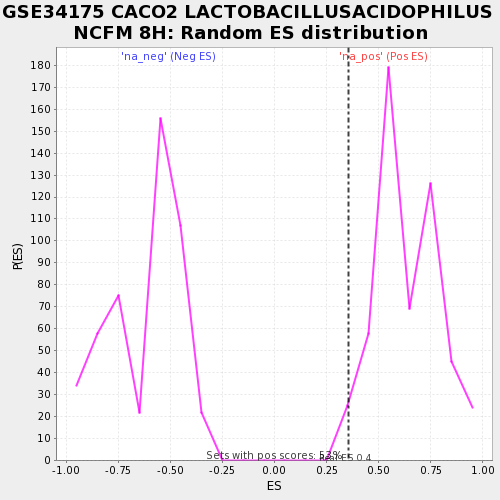 GSE34175 CACO2 LACTOBACILLUSACIDOPHILUS
NCFM 8H: Random ES distribution
'na_neg' (Neg ES)
'na_pos' (Pos ES)
180
170
160
150
140
130
120
110
100
90
80
70
60
50
40
30
20
10
0
P(ES)
Sets with pos scores: 53%
ES 0.4
-1.00 -0.75 -0.50 -0.25 0.00 0.25 0.50 0.75 1.00
ES